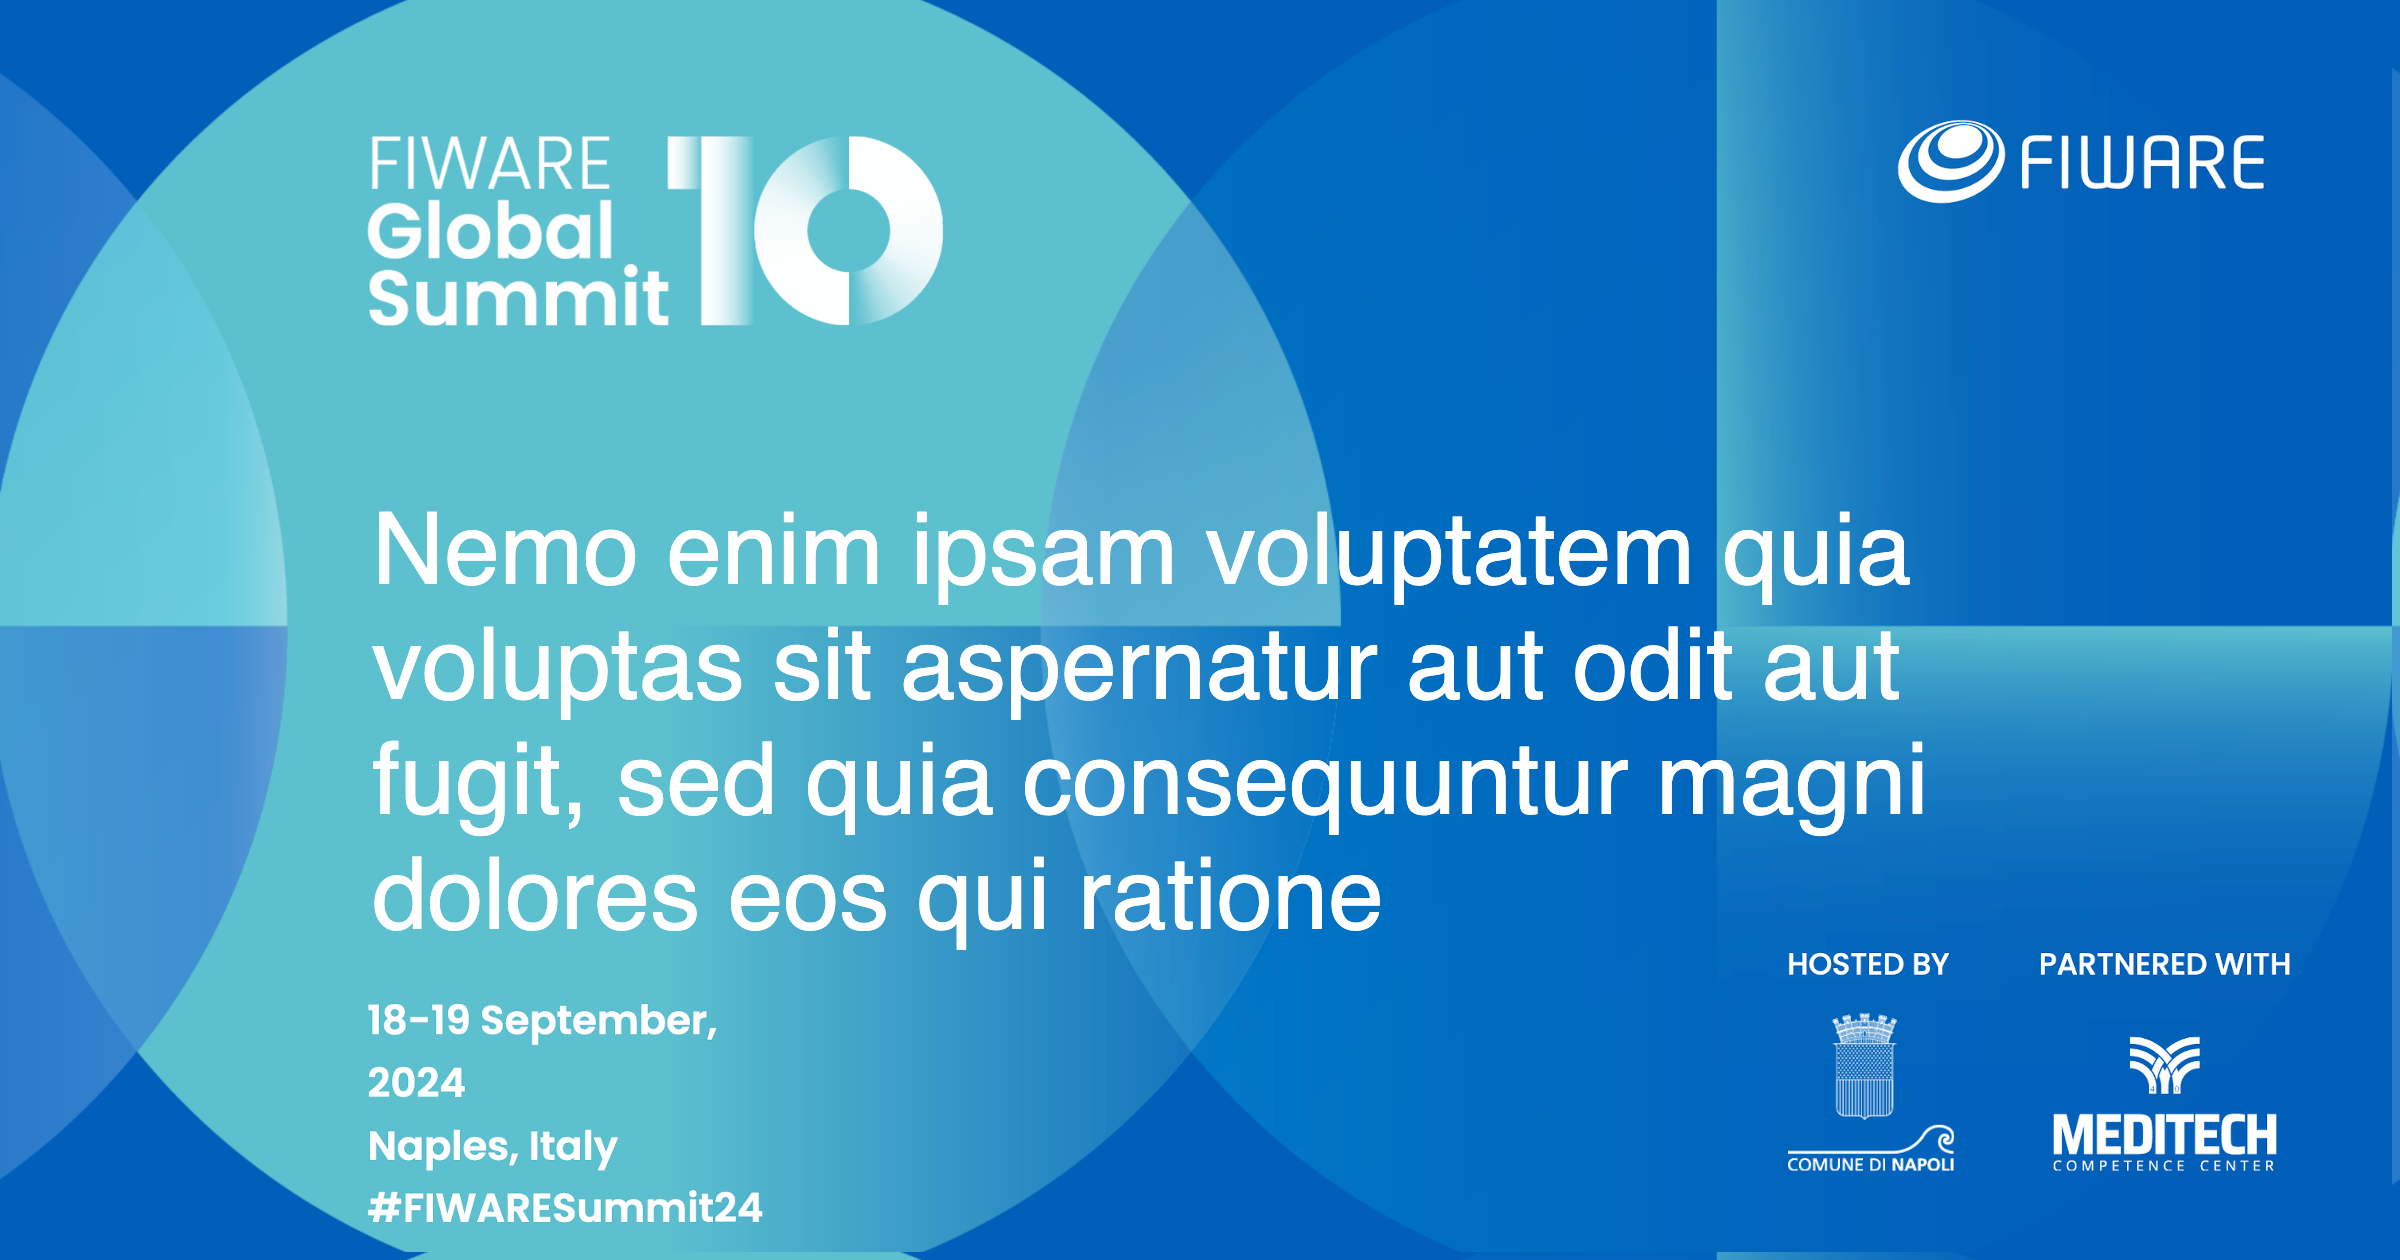 FIWARE
Global
Summit
10
FIWARE
Nemo enim ipsam voluptatem quia
voluptas sit aspernatur aut odit aut
fugit, sed quia consequuntur magni
dolores eos qui ratione
18-19 September,
2024
Naples, Italy
#FIWARESummit24
HOSTED BY
COMUNE DI NAPOLI
PARTNERED WITH
4 0
MEDITECH
COMPETENCE CENTER